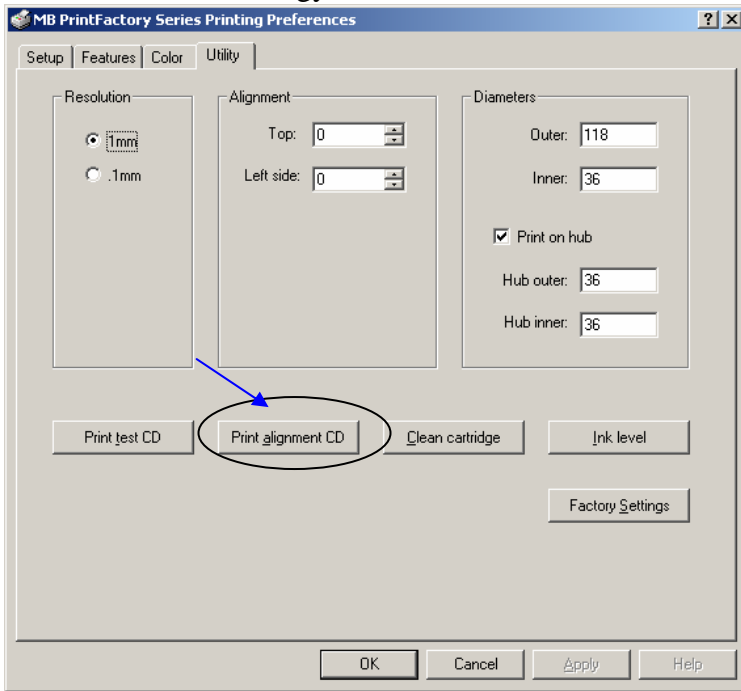 MB PrintFactory Series Printing Preferences
Setup Features Color Utility
Resolution
1mm
.1mm
Alignment
Top: 0
Left side: 0
Diameters
Outer: 118
Inner: 36
Print on hub
Hub outer: 36
Hub inner: 36
Print test CD Print alignment CD Clean cartridge Ink level
Factory Settings
OK Cancel Apply Help